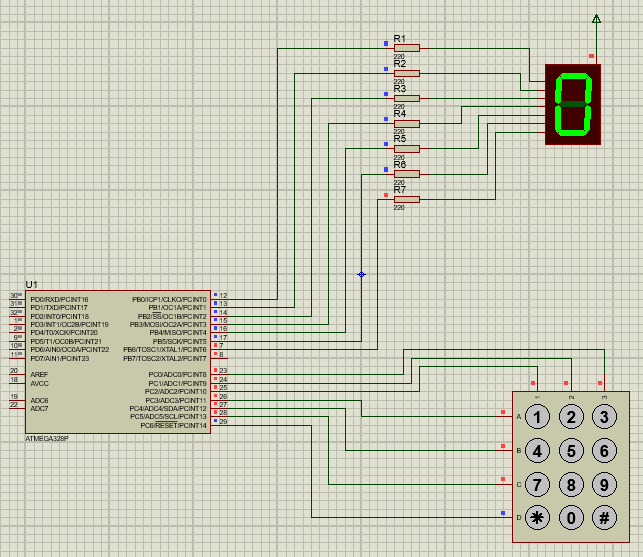 R1
220
R2
220
R3
220
R4
220
R5
220
R6
220
R7
220
U1
30 PD0/RXD/PCINT16 PB0/ICP1/CLKO/PCINT0 12
31 PD1/TXD/PCINT17 PB1/OC1A/PCINT1 13
32 PD2/INT0/PCINT18 PB2/SS/OC1B/PCINT2 14
1 PD3/INT1/OC2B/PCINT19 PB3/MOSI/OC2A/PCINT3 15
2 PD4/T0/XCK/PCINT20 PB4/MISO/PCINT4 16
9 PD5/T1/OC0B/PCINT21 PB5/SCK/PCINT5 17
10 PD6/AIN0/OC0A/PCINT22 PB6/TOSC1/XTAL1/PCINT6 7
11 PD7/AIN1/PCINT23 PB7/TOSC2/XTAL2/PCINT7 8
20 AREF PC0/ADC0/PCINT8 23
18 AVCC PC1/ADC1/PCINT9 24
PC2/ADC2/PCINT10 25
19 ADC6 PC3/ADC3/PCINT11 26
22 ADC7 PC4/ADC4/SDA/PCINT12 27
PC5/ADC5/SCL/PCINT13 28
PC6/RESET/PCINT14 29
ATMEGA328P
1 2 3
A 1 2 3
B 4 5 6
C 7 8 9
D * 0 #